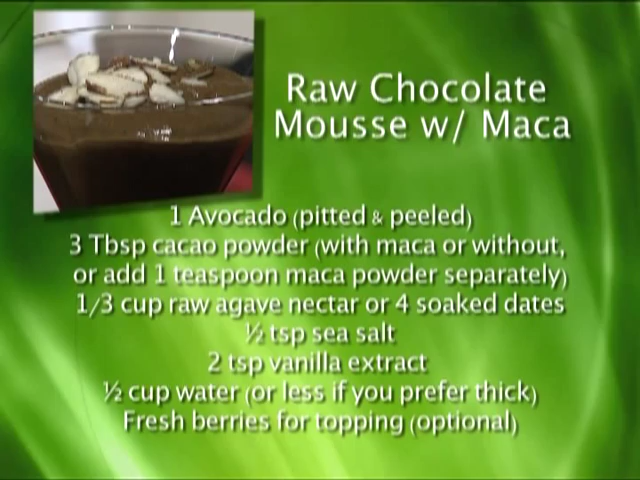 Raw Chocolate
Mousse w/ Maca
1 Avocado (pitted & peeled)
3 Tbsp cacao powder (with maca or without,
or add 1 teaspoon maca powder separately)
1/3 cup raw agave nectar or 4 soaked dates
½ tsp sea salt
2 tsp vanilla extract
½ cup water (or less if you prefer thick)
Fresh berries for topping (optional)